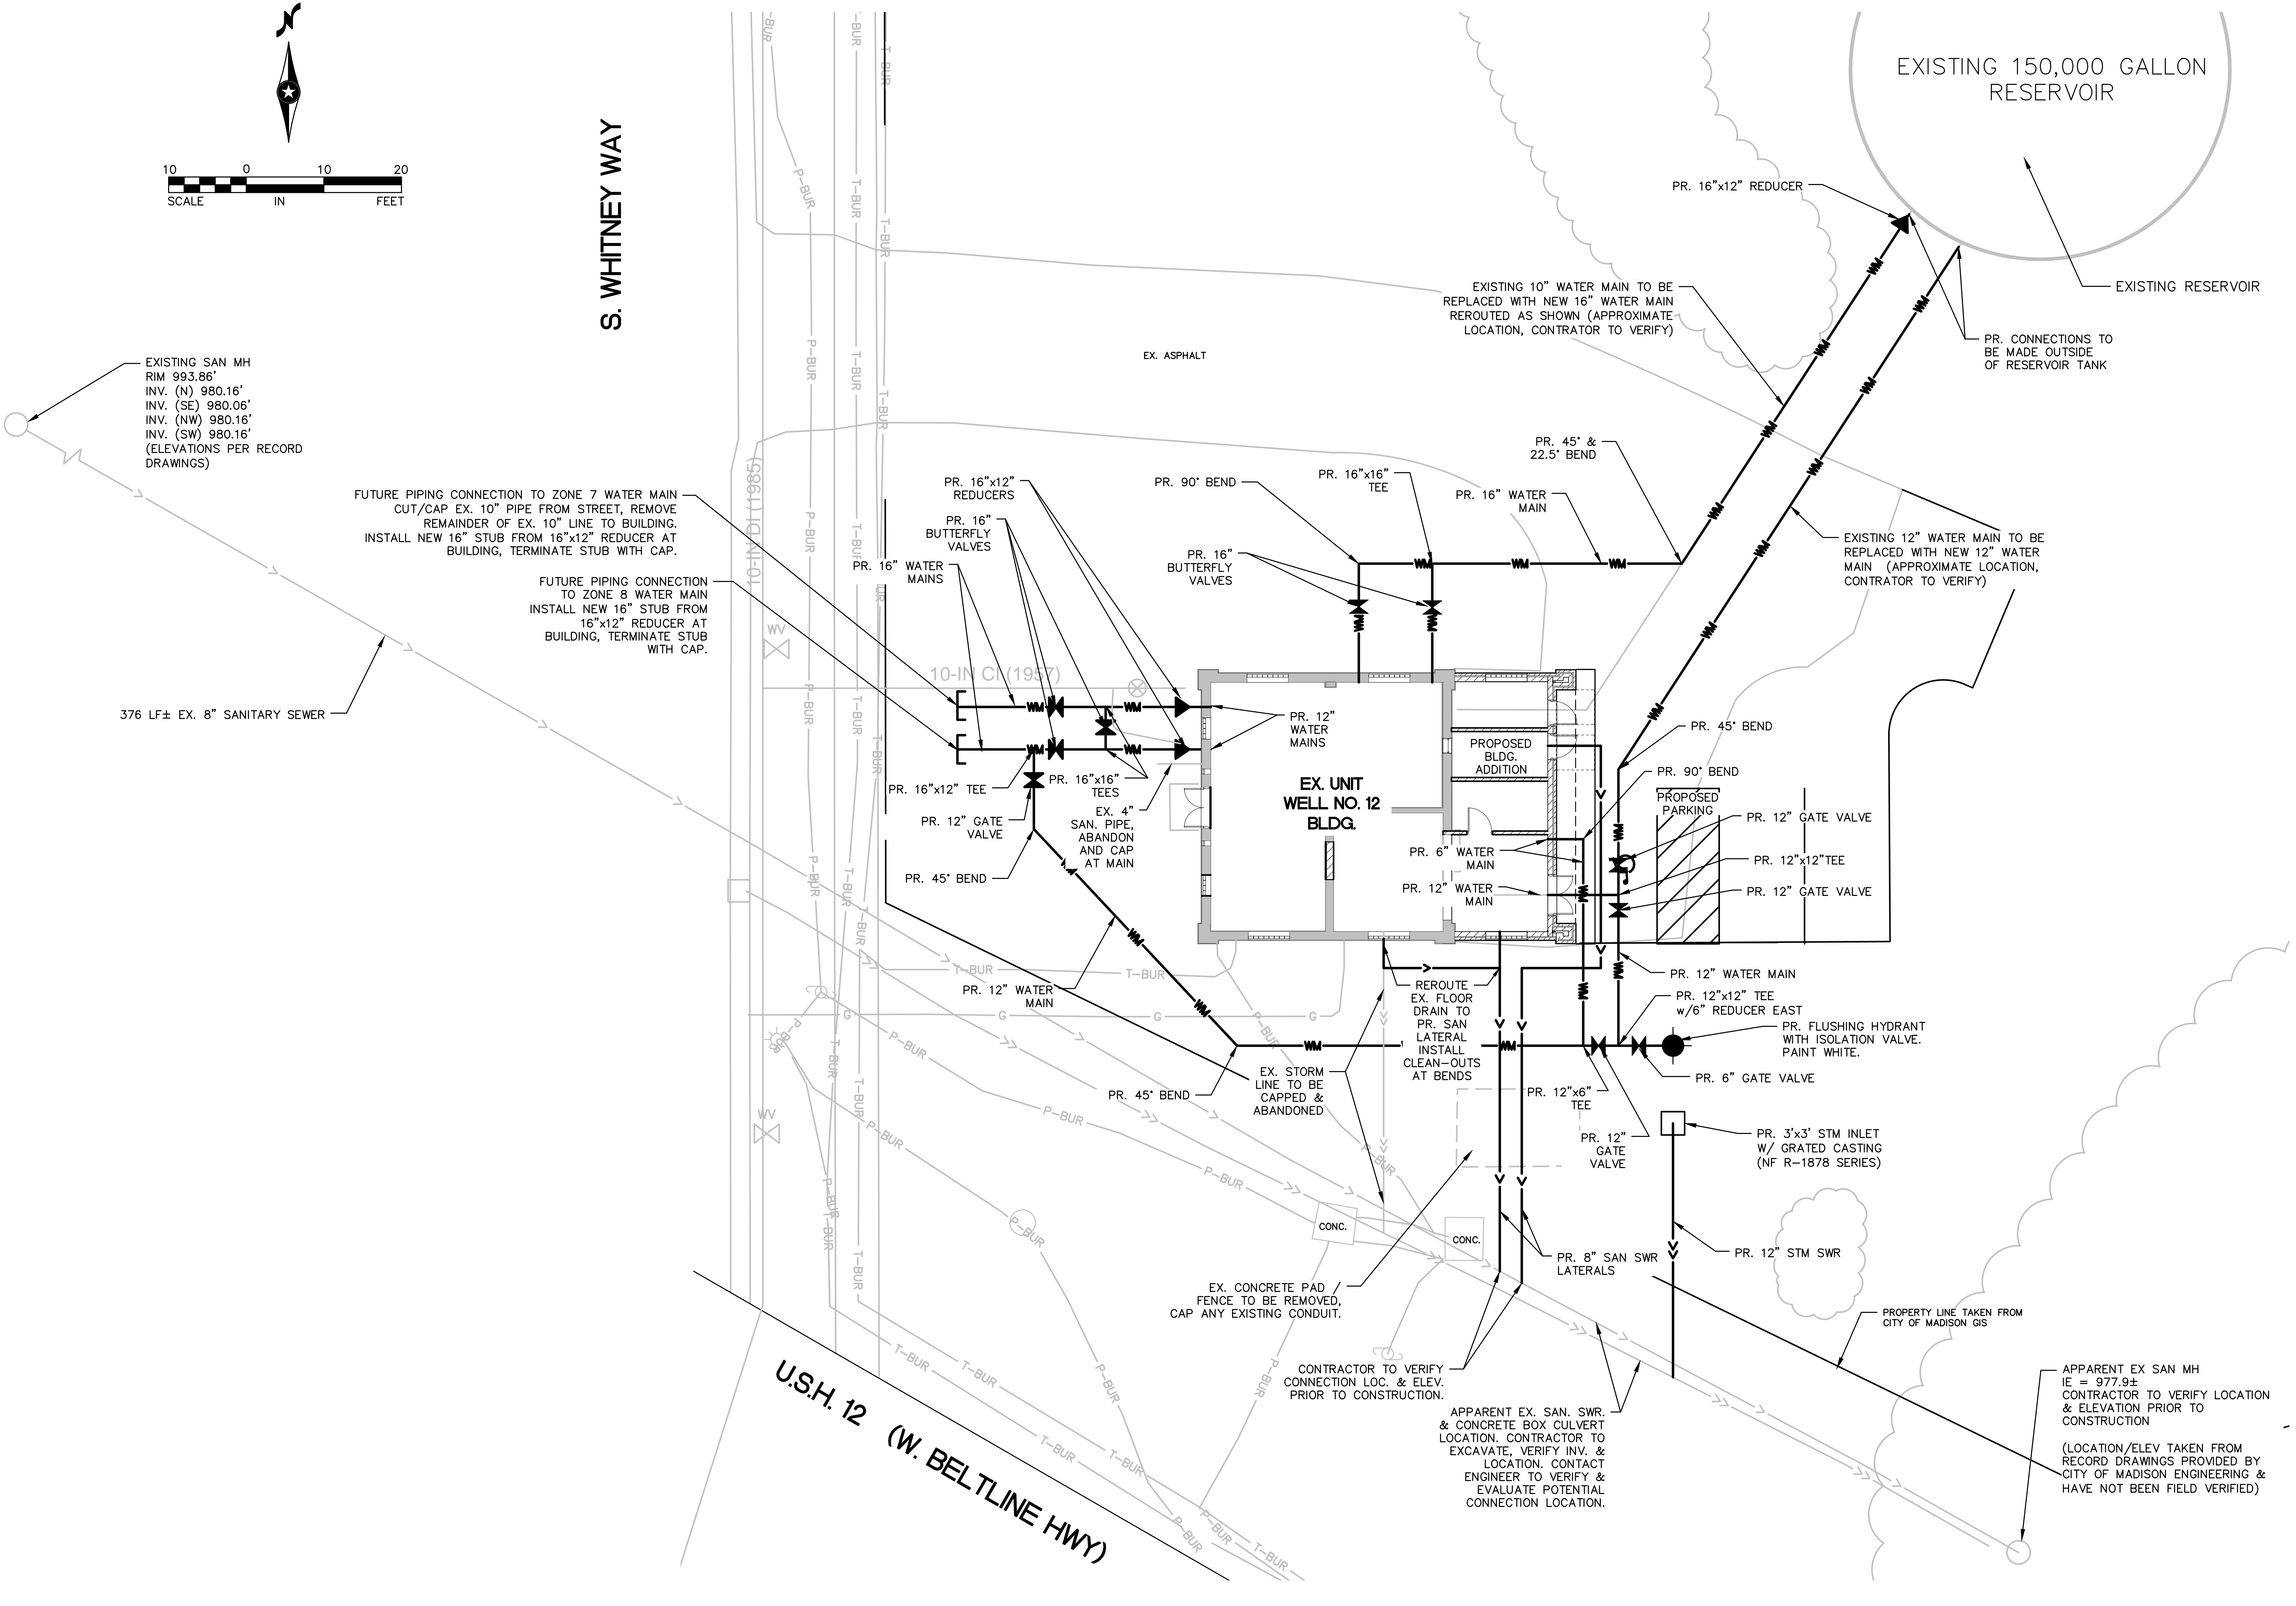 N
10 0 10 20
SCALE IN FEET
S. WHITNEY WAY
EXISTING 150,000 GALLON
RESERVOIR
PR. 16"x12" REDUCER
EXISTING RESERVOIR
EXISTING 10" WATER MAIN TO BE
REPLACED WITH NEW 16" WATER MAIN
REROUTED AS SHOWN (APPROXIMATE
LOCATION, CONTRATOR TO VERIFY)
PR. CONNECTIONS TO
BE MADE OUTSIDE
OF RESERVOIR TANK
EX. ASPHALT
EXISTING SAN MH
RIM 993.86'
INV. (N) 980.16'
INV. (SE) 980.06'
INV. (NW) 980.16'
INV. (SW) 980.16'
(ELEVATIONS PER RECORD
DRAWINGS)
376 LF± EX. 8" SANITARY SEWER
FUTURE PIPING CONNECTION TO ZONE 7 WATER MAIN
CUT/CAP EX. 10" PIPE FROM STREET, REMOVE
REMAINDER OF EX. 10" LINE TO BUILDING.
INSTALL NEW 16" STUB FROM 16"x12" REDUCER AT
BUILDING, TERMINATE STUB WITH CAP.
FUTURE PIPING CONNECTION
TO ZONE 8 WATER MAIN
INSTALL NEW 16" STUB FROM
16"x12" REDUCER AT
BUILDING, TERMINATE STUB
WITH CAP.
10-IN DI (1985)
10-IN CI (1957)
WV
WV
PR. 16"x12"
REDUCERS
PR. 16"
BUTTERFLY
VALVES
PR. 16" WATER
MAINS
PR. 90° BEND
PR. 16"x16"
TEE
PR. 16"
BUTTERFLY
VALVES
PR. 16" WATER
MAIN
PR. 45° &
22.5° BEND
EXISTING 12" WATER MAIN TO BE
REPLACED WITH NEW 12" WATER
MAIN (APPROXIMATE LOCATION,
CONTRATOR TO VERIFY)
PR. 12"
WATER
MAINS
PROPOSED
BLDG.
ADDITION
EX. UNIT
WELL NO. 12
BLDG.
PR. 16"x12" TEE
PR. 16"x16"
TEES
PR. 12" GATE
VALVE
EX. 4"
SAN. PIPE,
ABANDON
AND CAP
AT MAIN
PR. 45° BEND
PR. 12" WATER
MAIN
PR. 45° BEND
PR. 6" WATER
MAIN
PR. 12" WATER
MAIN
PR. 45° BEND
PR. 90° BEND
PROPOSED
PARKING
PR. 12" GATE VALVE
PR. 12"x12"TEE
PR. 12" GATE VALVE
PR. 12" WATER MAIN
PR. 12"x12" TEE
w/6" REDUCER EAST
PR. FLUSHING HYDRANT
WITH ISOLATION VALVE.
PAINT WHITE.
PR. 6" GATE VALVE
REROUTE
EX. FLOOR
DRAIN TO
PR. SAN
LATERAL
INSTALL
CLEAN-OUTS
AT BENDS
EX. STORM
LINE TO BE
CAPPED &
ABANDONED
PR. 12"x6"
TEE
PR. 12"
GATE
VALVE
PR. 3'x3' STM INLET
W/ GRATED CASTING
(NF R-1878 SERIES)
CONC.
CONC.
PR. 8" SAN SWR
LATERALS
PR. 12" STM SWR
EX. CONCRETE PAD /
FENCE TO BE REMOVED,
CAP ANY EXISTING CONDUIT.
PROPERTY LINE TAKEN FROM
CITY OF MADISON GIS
CONTRACTOR TO VERIFY
CONNECTION LOC. & ELEV.
PRIOR TO CONSTRUCTION.
APPARENT EX. SAN. SWR.
& CONCRETE BOX CULVERT
LOCATION. CONTRACTOR TO
EXCAVATE, VERIFY INV. &
LOCATION. CONTACT
ENGINEER TO VERIFY &
EVALUATE POTENTIAL
CONNECTION LOCATION.
APPARENT EX SAN MH
IE = 977.9±
CONTRACTOR TO VERIFY LOCATION
& ELEVATION PRIOR TO
CONSTRUCTION
(LOCATION/ELEV TAKEN FROM
RECORD DRAWINGS PROVIDED BY
CITY OF MADISON ENGINEERING &
HAVE NOT BEEN FIELD VERIFIED)
U.S.H. 12 (W. BELTLINE HWY)
P-BUR
T-BUR
G
WM